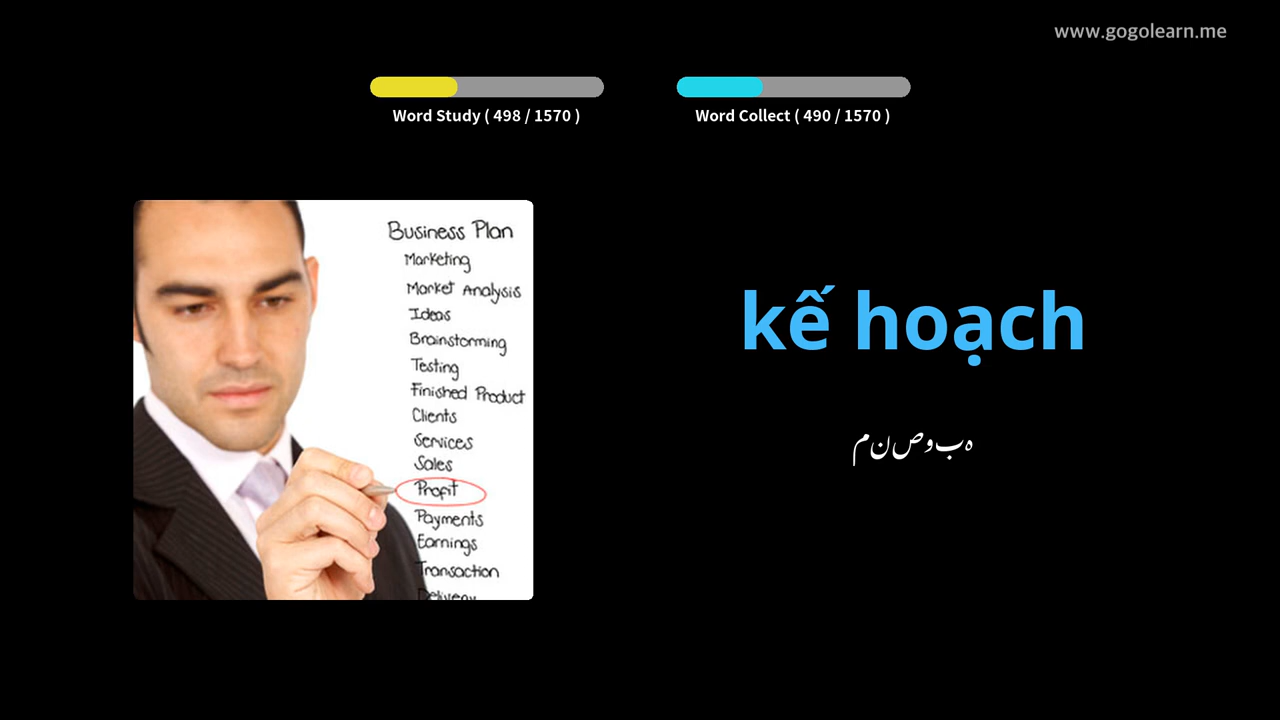 www.gogolearn.me
Word Study ( 498 / 1570 )
Word Collect ( 490 / 1570 )
Business Plan
Marketing
Market Analysis
Ideas
Brainstorming
Testing
Finished Product
Clients
Services
Sales
Profit
Payments
Earnings
Transaction
Delivery
kế hoạch
منصوبہ